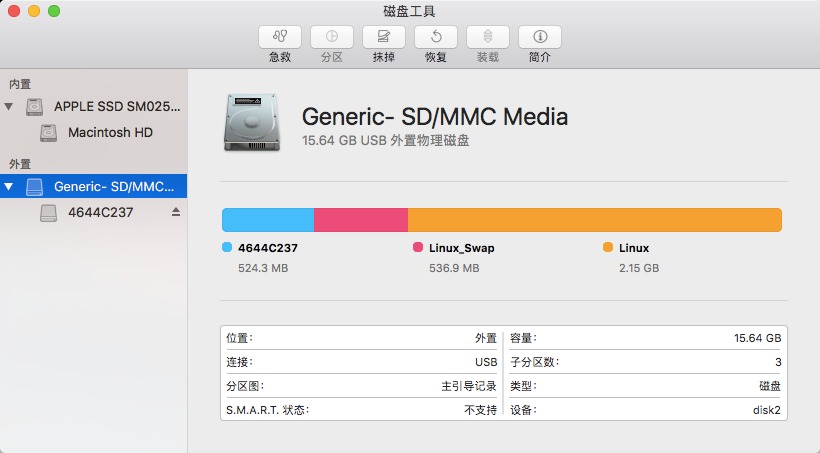 磁盘工具
急救 分区 抹掉 恢复 装载 简介
内置
APPLE SSD SM025...
Macintosh HD
外置
Generic- SD/MMC...
4644C237
Generic- SD/MMC Media
15.64 GB USB 外置物理磁盘
4644C237 Linux_Swap Linux
524.3 MB 536.9 MB 2.15 GB
位置: 外置 容量: 15.64 GB
连接: USB 子分区数: 3
分区图: 主引导记录 类型: 磁盘
S.M.A.R.T. 状态: 不支持 设备: disk2